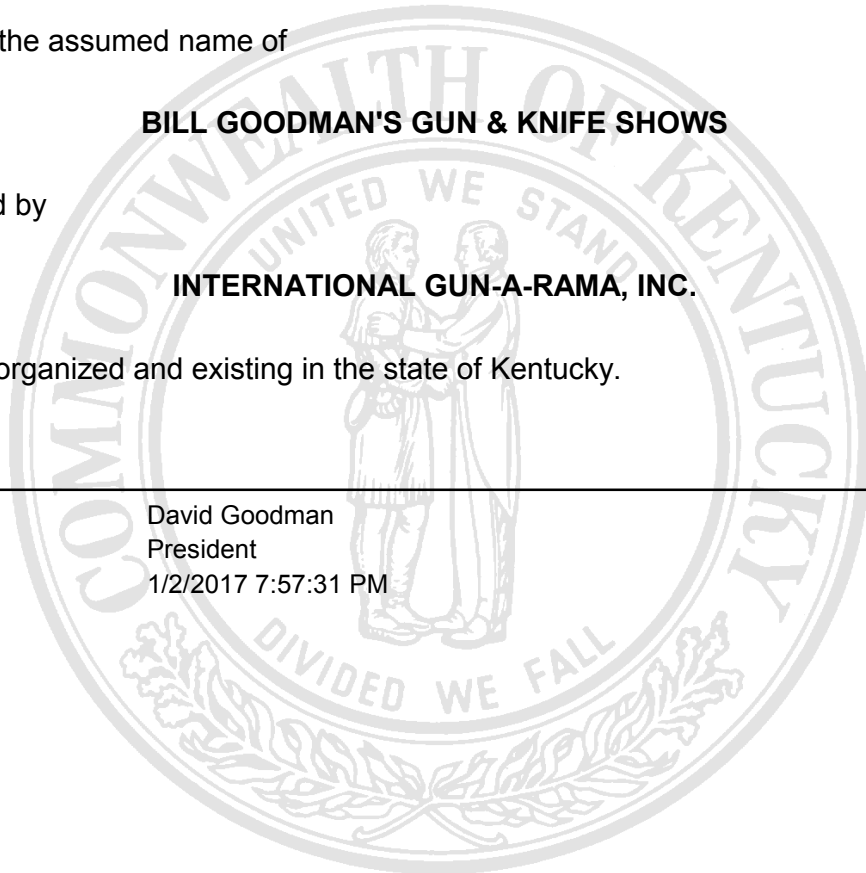 the assumed name of
BILL GOODMAN'S GUN & KNIFE SHOWS
d by
INTERNATIONAL GUN-A-RAMA, INC.
organized and existing in the state of Kentucky.
David Goodman
President
1/2/2017 7:57:31 PM
COMMONWEALTH OF KENTUCKY
UNITED WE STAND
DIVIDED WE FALL